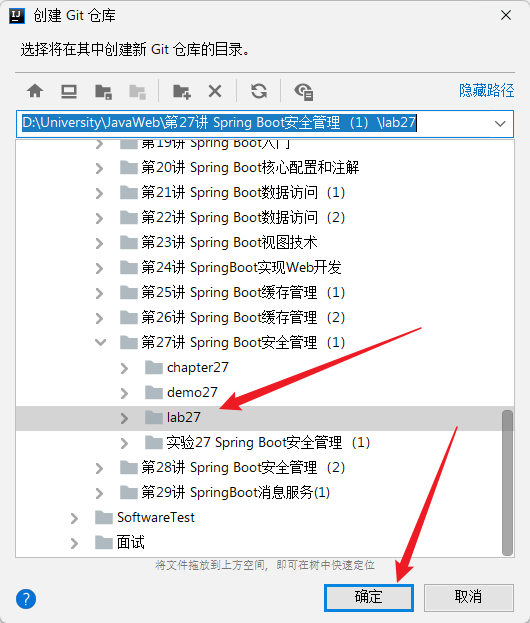 创建 Git 仓库
选择将在其中创建新 Git 仓库的目录。
隐藏路径
D:\University\JavaWeb\第27讲 Spring Boot安全管理（1）\lab27
第19讲 Spring Boot入门
第20讲 Spring Boot核心配置和注解
第21讲 Spring Boot数据访问（1）
第22讲 Spring Boot数据访问（2）
第23讲 Spring Boot视图技术
第24讲 SpringBoot实现Web开发
第25讲 Spring Boot缓存管理（1）
第26讲 Spring Boot缓存管理（2）
第27讲 Spring Boot安全管理（1）
chapter27
demo27
lab27
实验27 Spring Boot安全管理（1）
第28讲 Spring Boot安全管理（2）
第29讲 SpringBoot消息服务(1)
SoftwareTest
面试
将文件拖放到上方空间，即可在树中快速定位
? 确定 取消